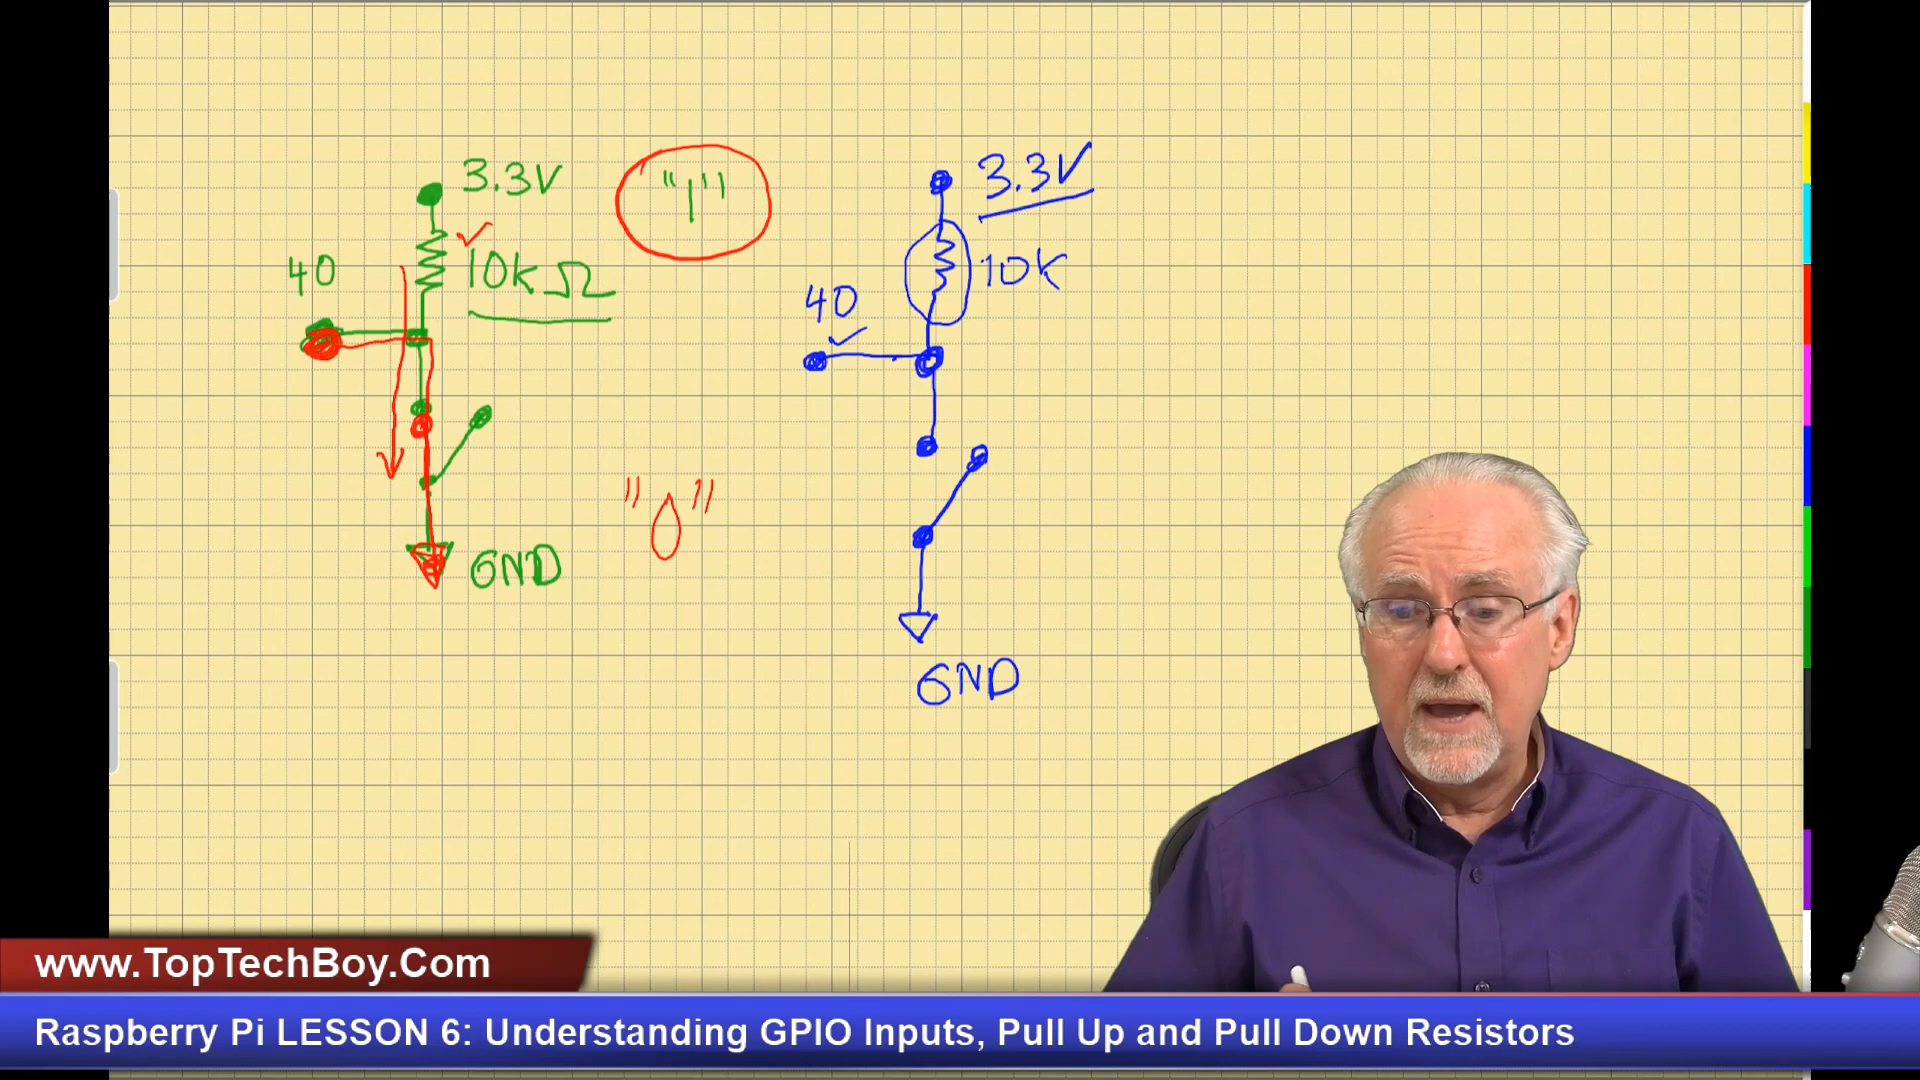 3.3V
"1"
10K Ω
40
"0"
GND
3.3V
10K
40
GND
www.TopTechBoy.Com
Raspberry Pi LESSON 6: Understanding GPIO Inputs, Pull Up and Pull Down Resistors